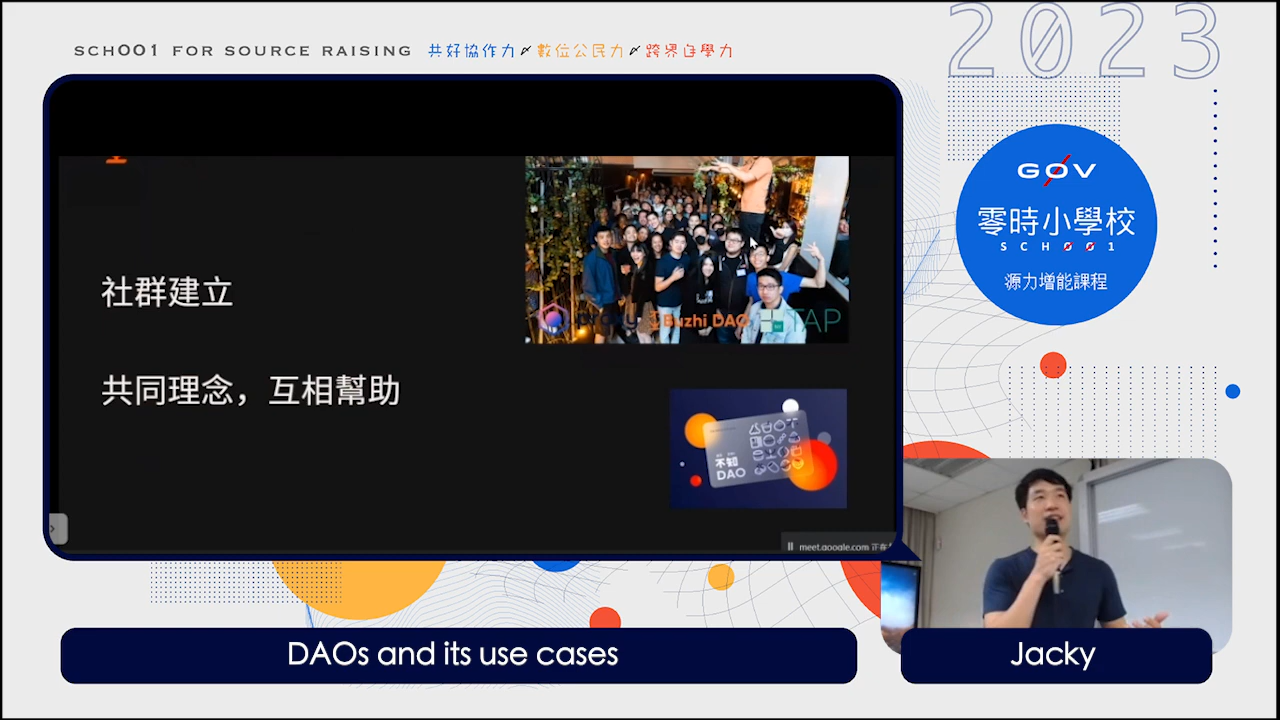 2023
SCH001 FOR SOURCE RAISING 共好協作力 數位公民力 跨界自學力
GØV
零時小學校
SCH001
源力增能課程
社群建立
共同理念，互相幫助
Buzhi DAO
TAP
不知
DAO
meet.google.com 正在
DAOs and its use cases
Jacky